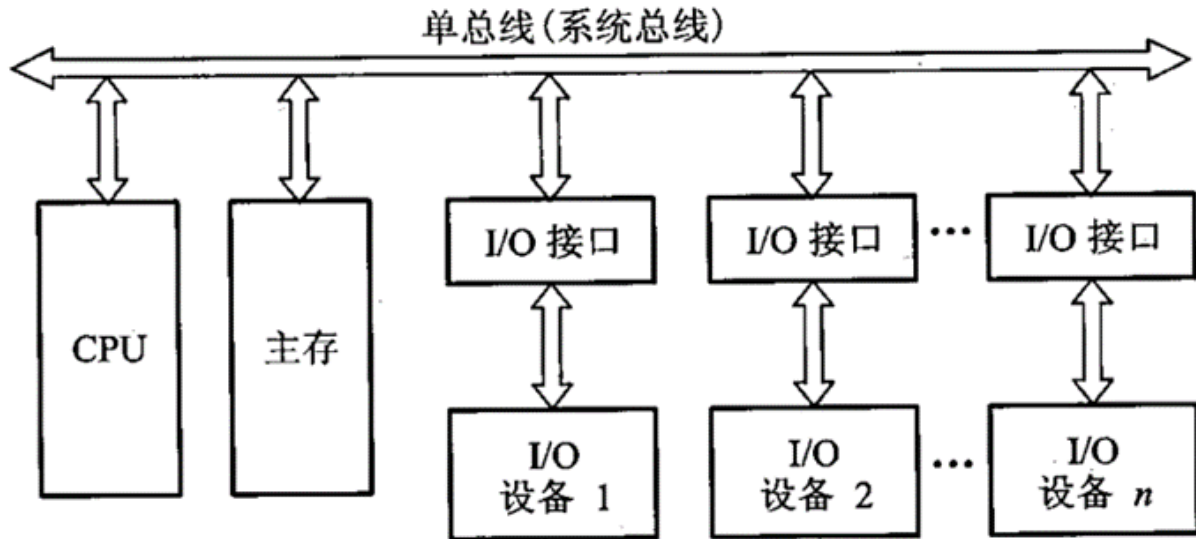 单总线(系统总线)
CPU
主存
I/O 接口
I/O 接口
···
I/O 接口
I/O
设备 1
I/O
设备 2
···
I/O
设备 n